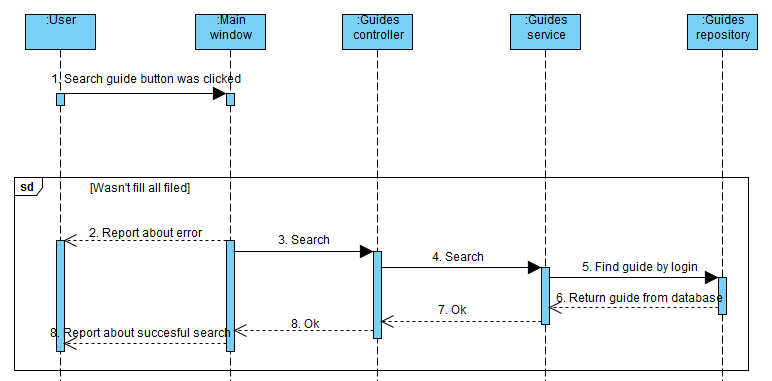 :User
:Main
window
:Guides
controller
:Guides
service
:Guides
repository
1. Search guide button was clicked
sd
[Wasn't fill all filed]
2. Report about error
3. Search
4. Search
5. Find guide by login
6. Return guide from database
7. Ok
8. Ok
8. Report about succesful search